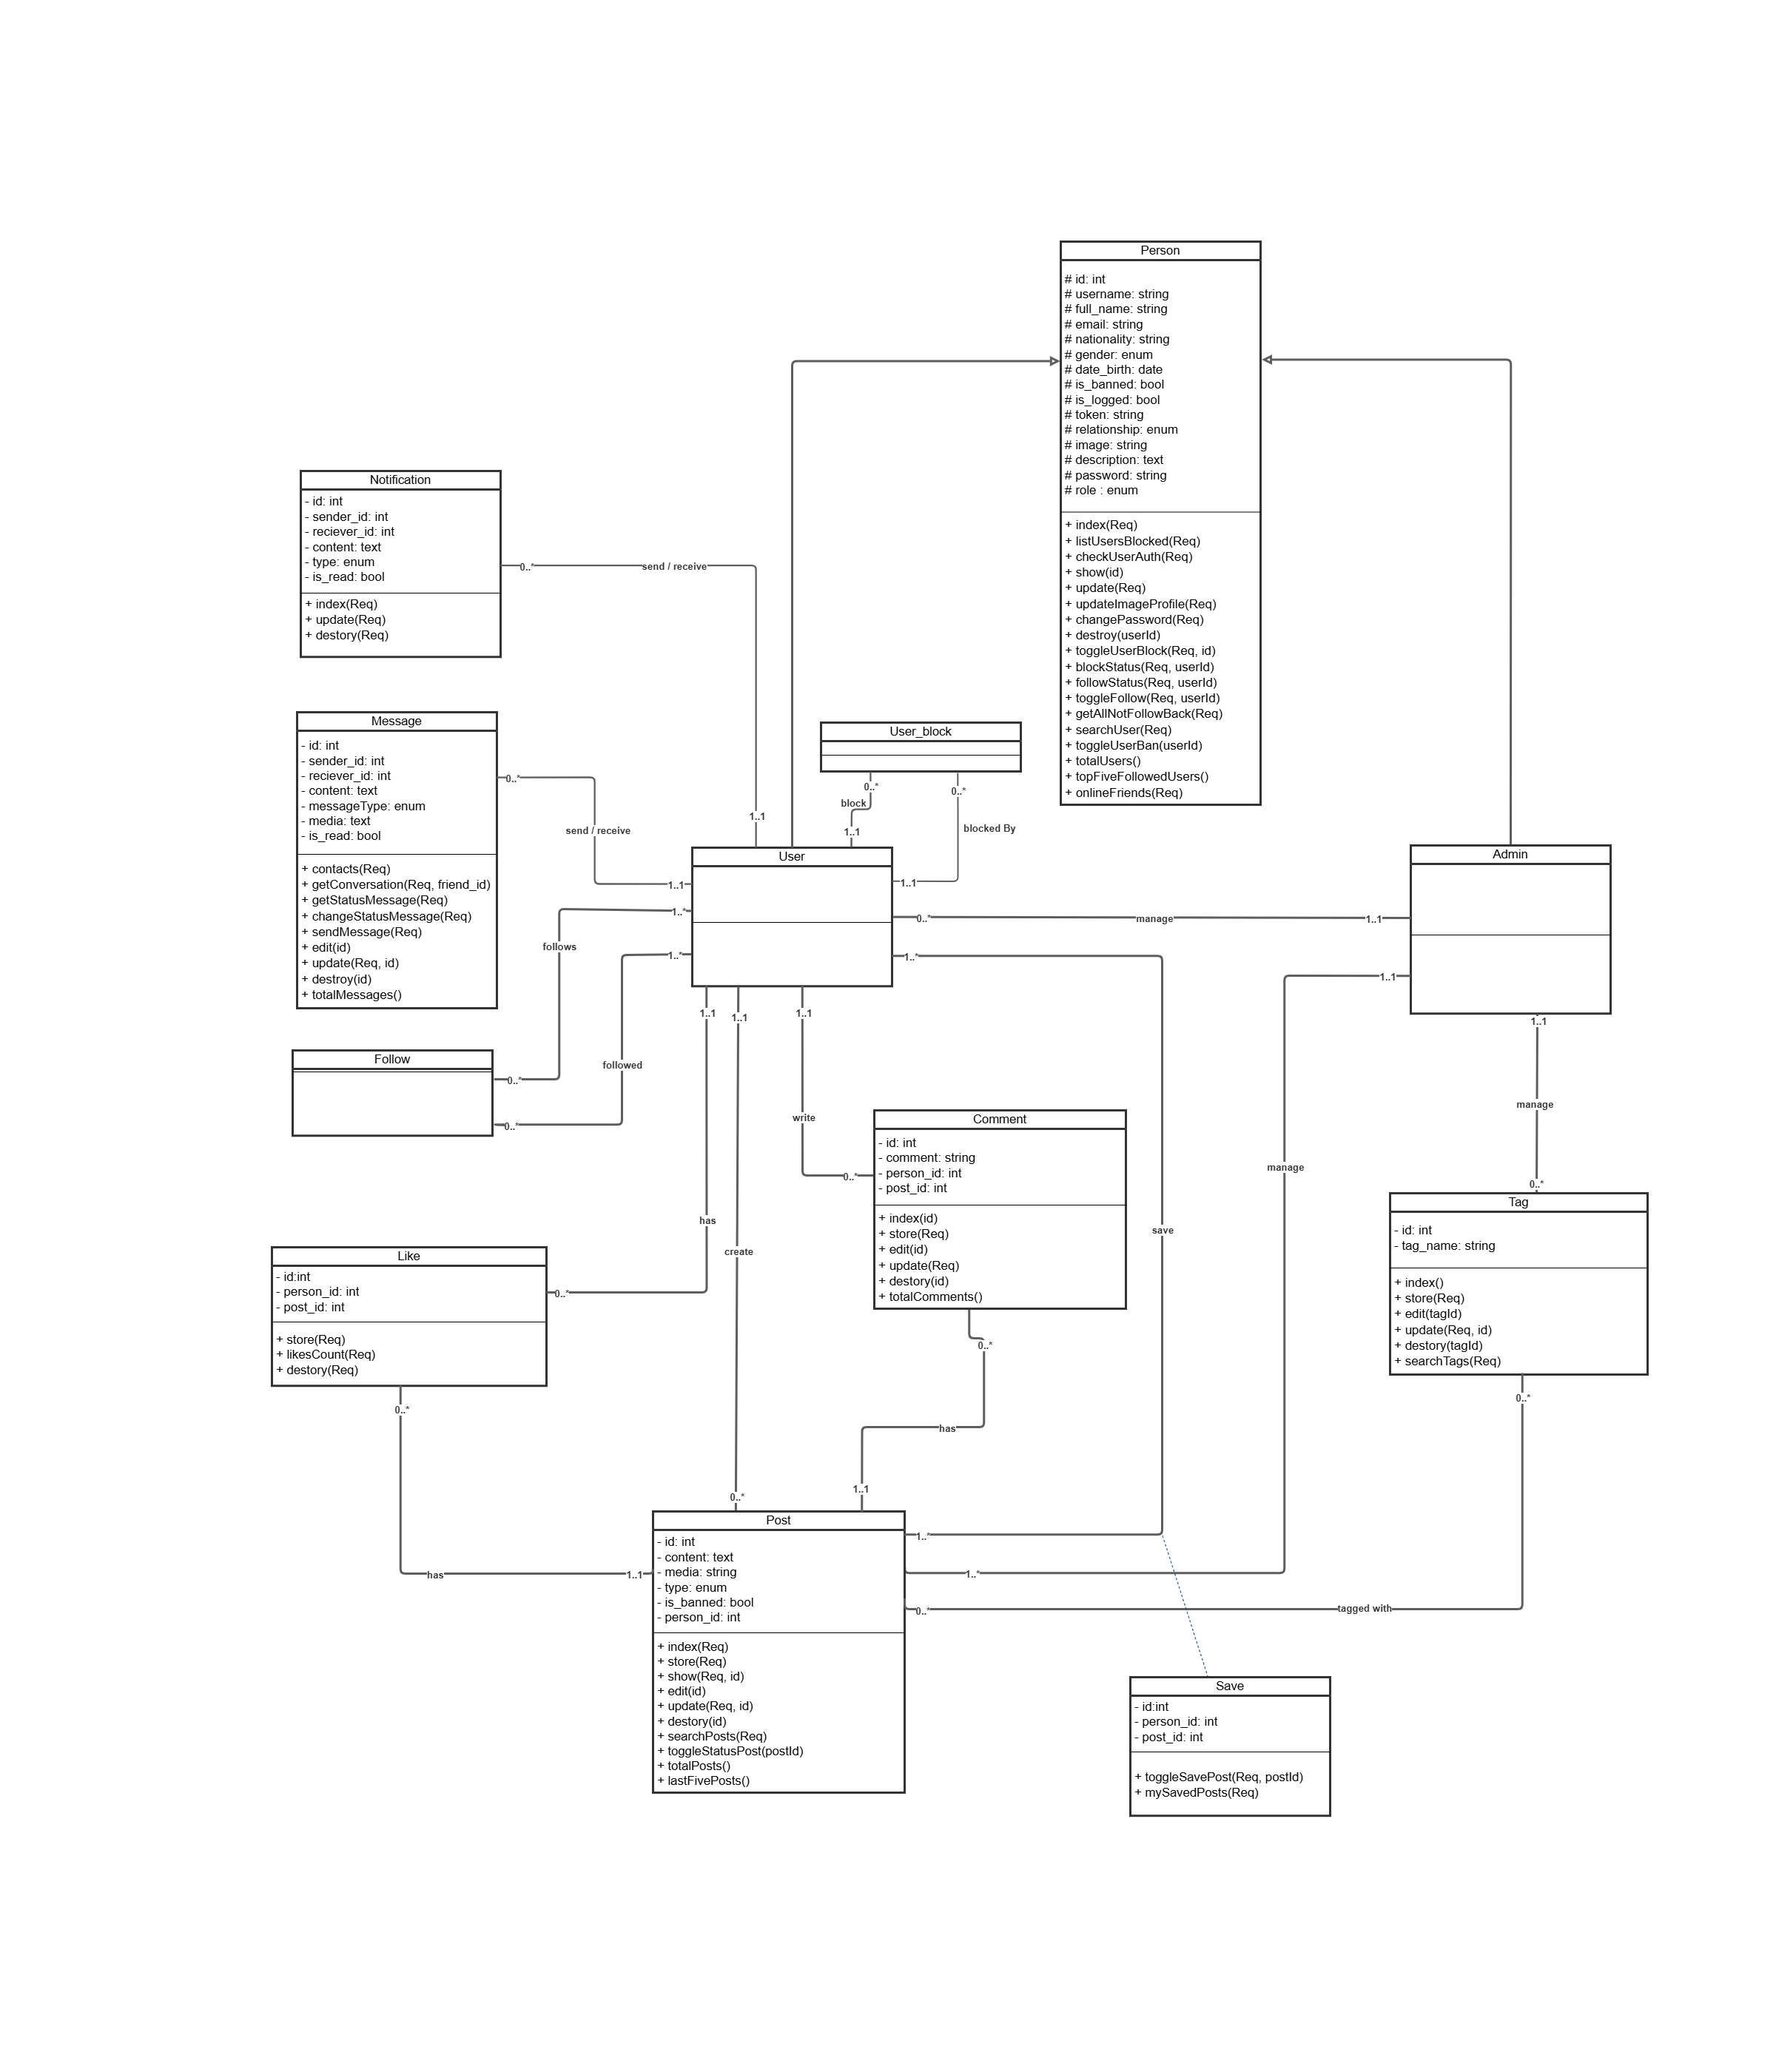 Person
# id: int
# username: string
# full_name: string
# email: string
# nationality: string
# gender: enum
# date_birth: date
# is_banned: bool
# is_logged: bool
# token: string
# relationship: enum
# image: string
# description: text
# password: string
# role : enum
+ index(Req)
+ listUsersBlocked(Req)
+ checkUserAuth(Req)
+ show(id)
+ update(Req)
+ updateImageProfile(Req)
+ changePassword(Req)
+ destroy(userId)
+ toggleUserBlock(Req, id)
+ blockStatus(Req, userId)
+ followStatus(Req, userId)
+ toggleFollow(Req, userId)
+ getAllNotFollowBack(Req)
+ searchUser(Req)
+ toggleUserBan(userId)
+ totalUsers()
+ topFiveFollowedUsers()
+ onlineFriends(Req)
Notification
- id: int
- sender_id: int
- reciever_id: int
- content: text
- type: enum
- is_read: bool
+ index(Req)
+ update(Req)
+ destory(Req)
0..*
send / receive
1..1
Message
- id: int
- sender_id: int
- reciever_id: int
- content: text
- messageType: enum
- media: text
- is_read: bool
+ contacts(Req)
+ getConversation(Req, friend_id)
+ getStatusMessage(Req)
+ changeStatusMessage(Req)
+ sendMessage(Req)
+ edit(id)
+ update(Req, id)
+ destroy(id)
+ totalMessages()
0..*
send / receive
1..1
User_block
0..*
block
1..1
0..*
blocked By
1..1
User
Admin
0..*
manage
1..1
1..*
follows
0..*
1..*
followed
0..*
Follow
1..1
has
0..*
1..1
create
0..*
1..1
write
0..*
1..*
save
1..*
1..1
manage
1..*
1..1
manage
0..*
Comment
- id: int
- comment: string
- person_id: int
- post_id: int
+ index(id)
+ store(Req)
+ edit(id)
+ update(Req)
+ destory(id)
+ totalComments()
0..*
has
1..1
Tag
- id: int
- tag_name: string
+ index()
+ store(Req)
+ edit(tagId)
+ update(Req, id)
+ destory(tagId)
+ searchTags(Req)
0..*
tagged with
0..*
Like
- id:int
- person_id: int
- post_id: int
+ store(Req)
+ likesCount(Req)
+ destory(Req)
0..*
has
1..1
Post
- id: int
- content: text
- media: string
- type: enum
- is_banned: bool
- person_id: int
+ index(Req)
+ store(Req)
+ show(Req, id)
+ edit(id)
+ update(Req, id)
+ destory(id)
+ searchPosts(Req)
+ toggleStatusPost(postId)
+ totalPosts()
+ lastFivePosts()
Save
- id:int
- person_id: int
- post_id: int
+ toggleSavePost(Req, postId)
+ mySavedPosts(Req)